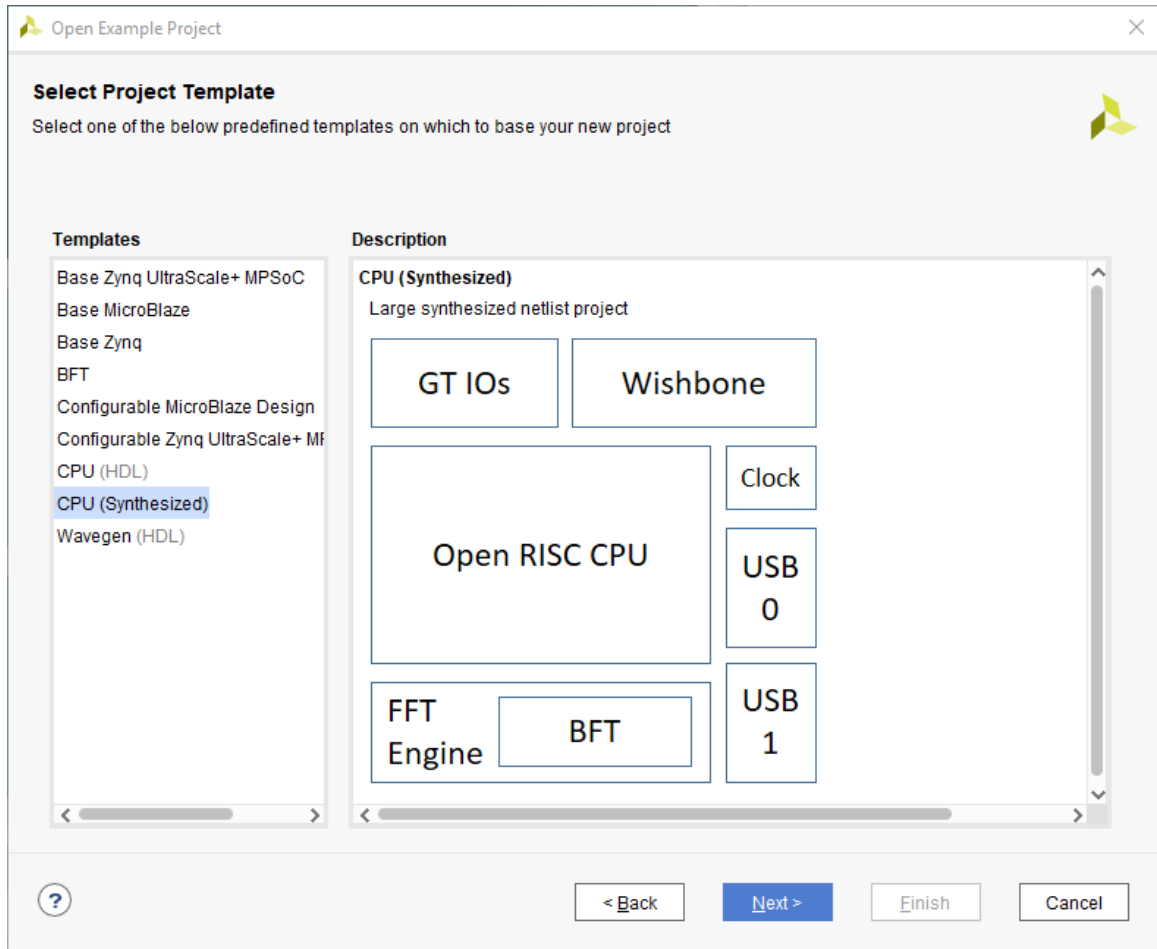 Open Example Project
Select Project Template
Select one of the below predefined templates on which to base your new project
Templates
Base Zynq UltraScale+ MPSoC
Base MicroBlaze
Base Zynq
BFT
Configurable MicroBlaze Design
Configurable Zynq UltraScale+
CPU (HDL)
CPU (Synthesized)
Wavegen (HDL)
Description
CPU (Synthesized)
Large synthesized netlist project
GT IOs
Wishbone
Open RISC CPU
Clock
USB
0
FFT
Engine
BFT
USB
1
?
< Back
Next >
Finish
Cancel